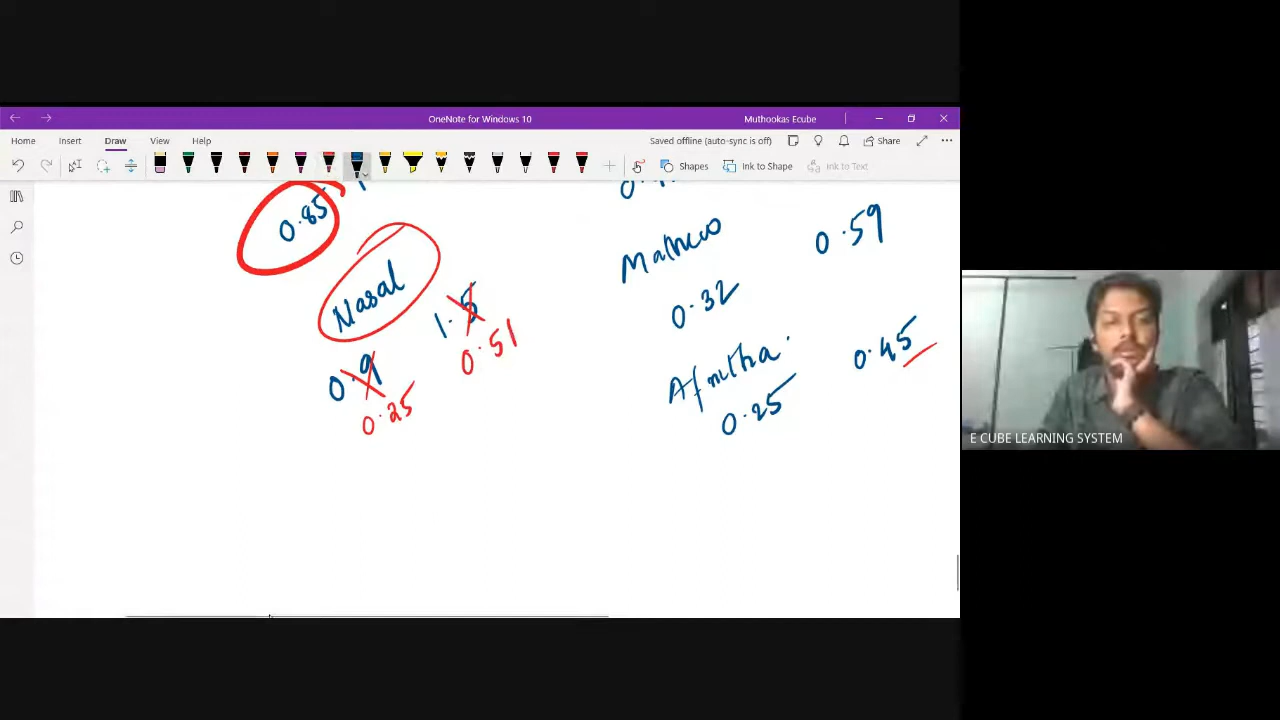 OneNote for Windows 10
Muthookas Ecube
Home Insert Draw View Help
Saved offline (auto-sync is off)
Share
Shapes
Ink to Shape
Ink to Text
0.85
Nasal
1.5
0.51
0.9
0.25
Mathew
0.59
0.32
0.45
0.25
E CUBE LEARNING SYSTEM